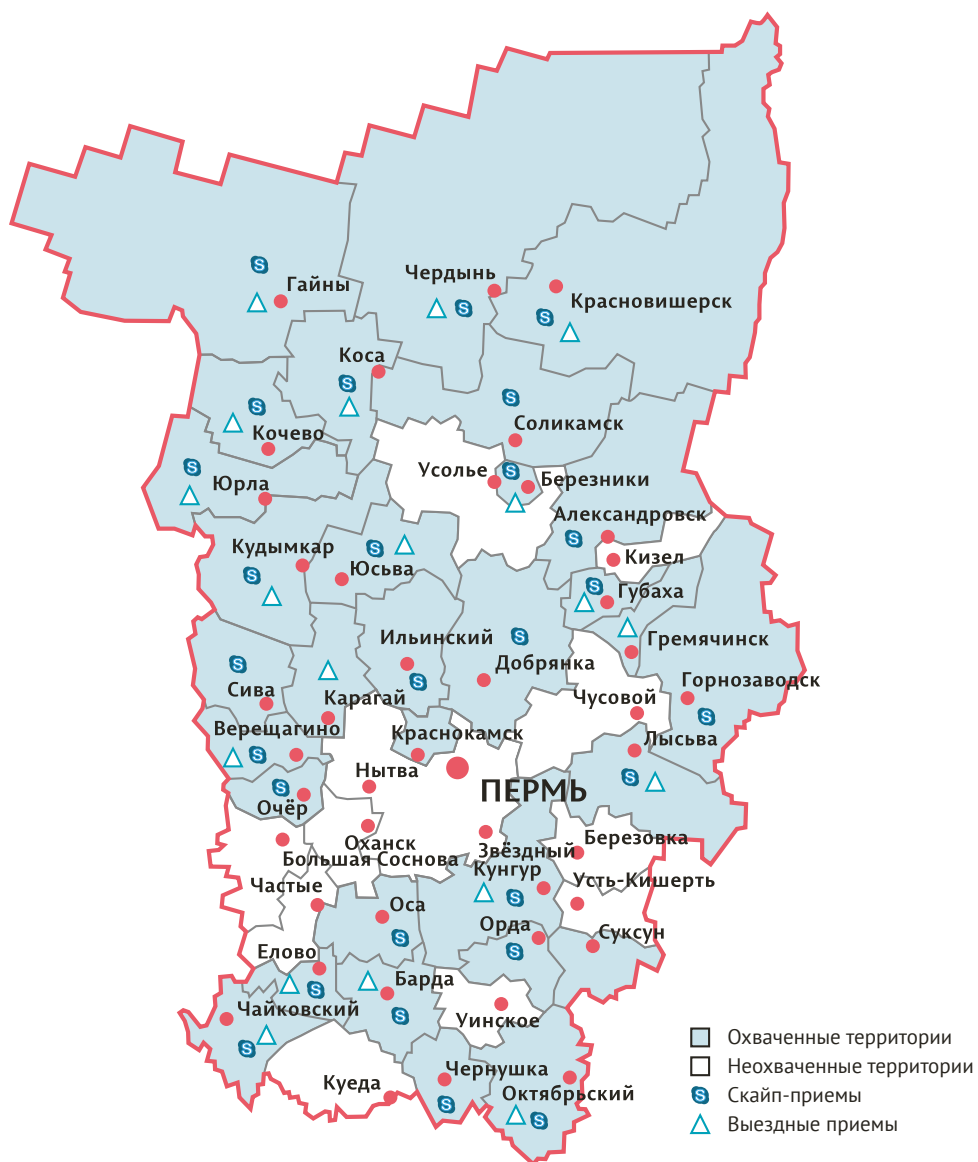 Гайны
Чердынь
Красновишерск
Коса
Соликамск
Кочево
Усолье
Березники
Юрла
Александровск
Кудымкар
Кизел
Юсьва
Губаха
Ильинский
Гремячинск
Добрянка
Горнозаводск
Сива
Карагай
Чусовой
Верещагино
Краснокамск
Лысьва
Нытва
ПЕРМЬ
Очёр
Оханск
Звёздный
Березовка
Большая Соснова
Кунгур
Частые
Усть-Кишерть
Оса
Орда
Суксун
Елово
Барда
Чайковский
Уинское
Куеда
Чернушка
Октябрьский
Охваченные территории
Неохваченные территории
Скайп-приемы
Выездные приемы